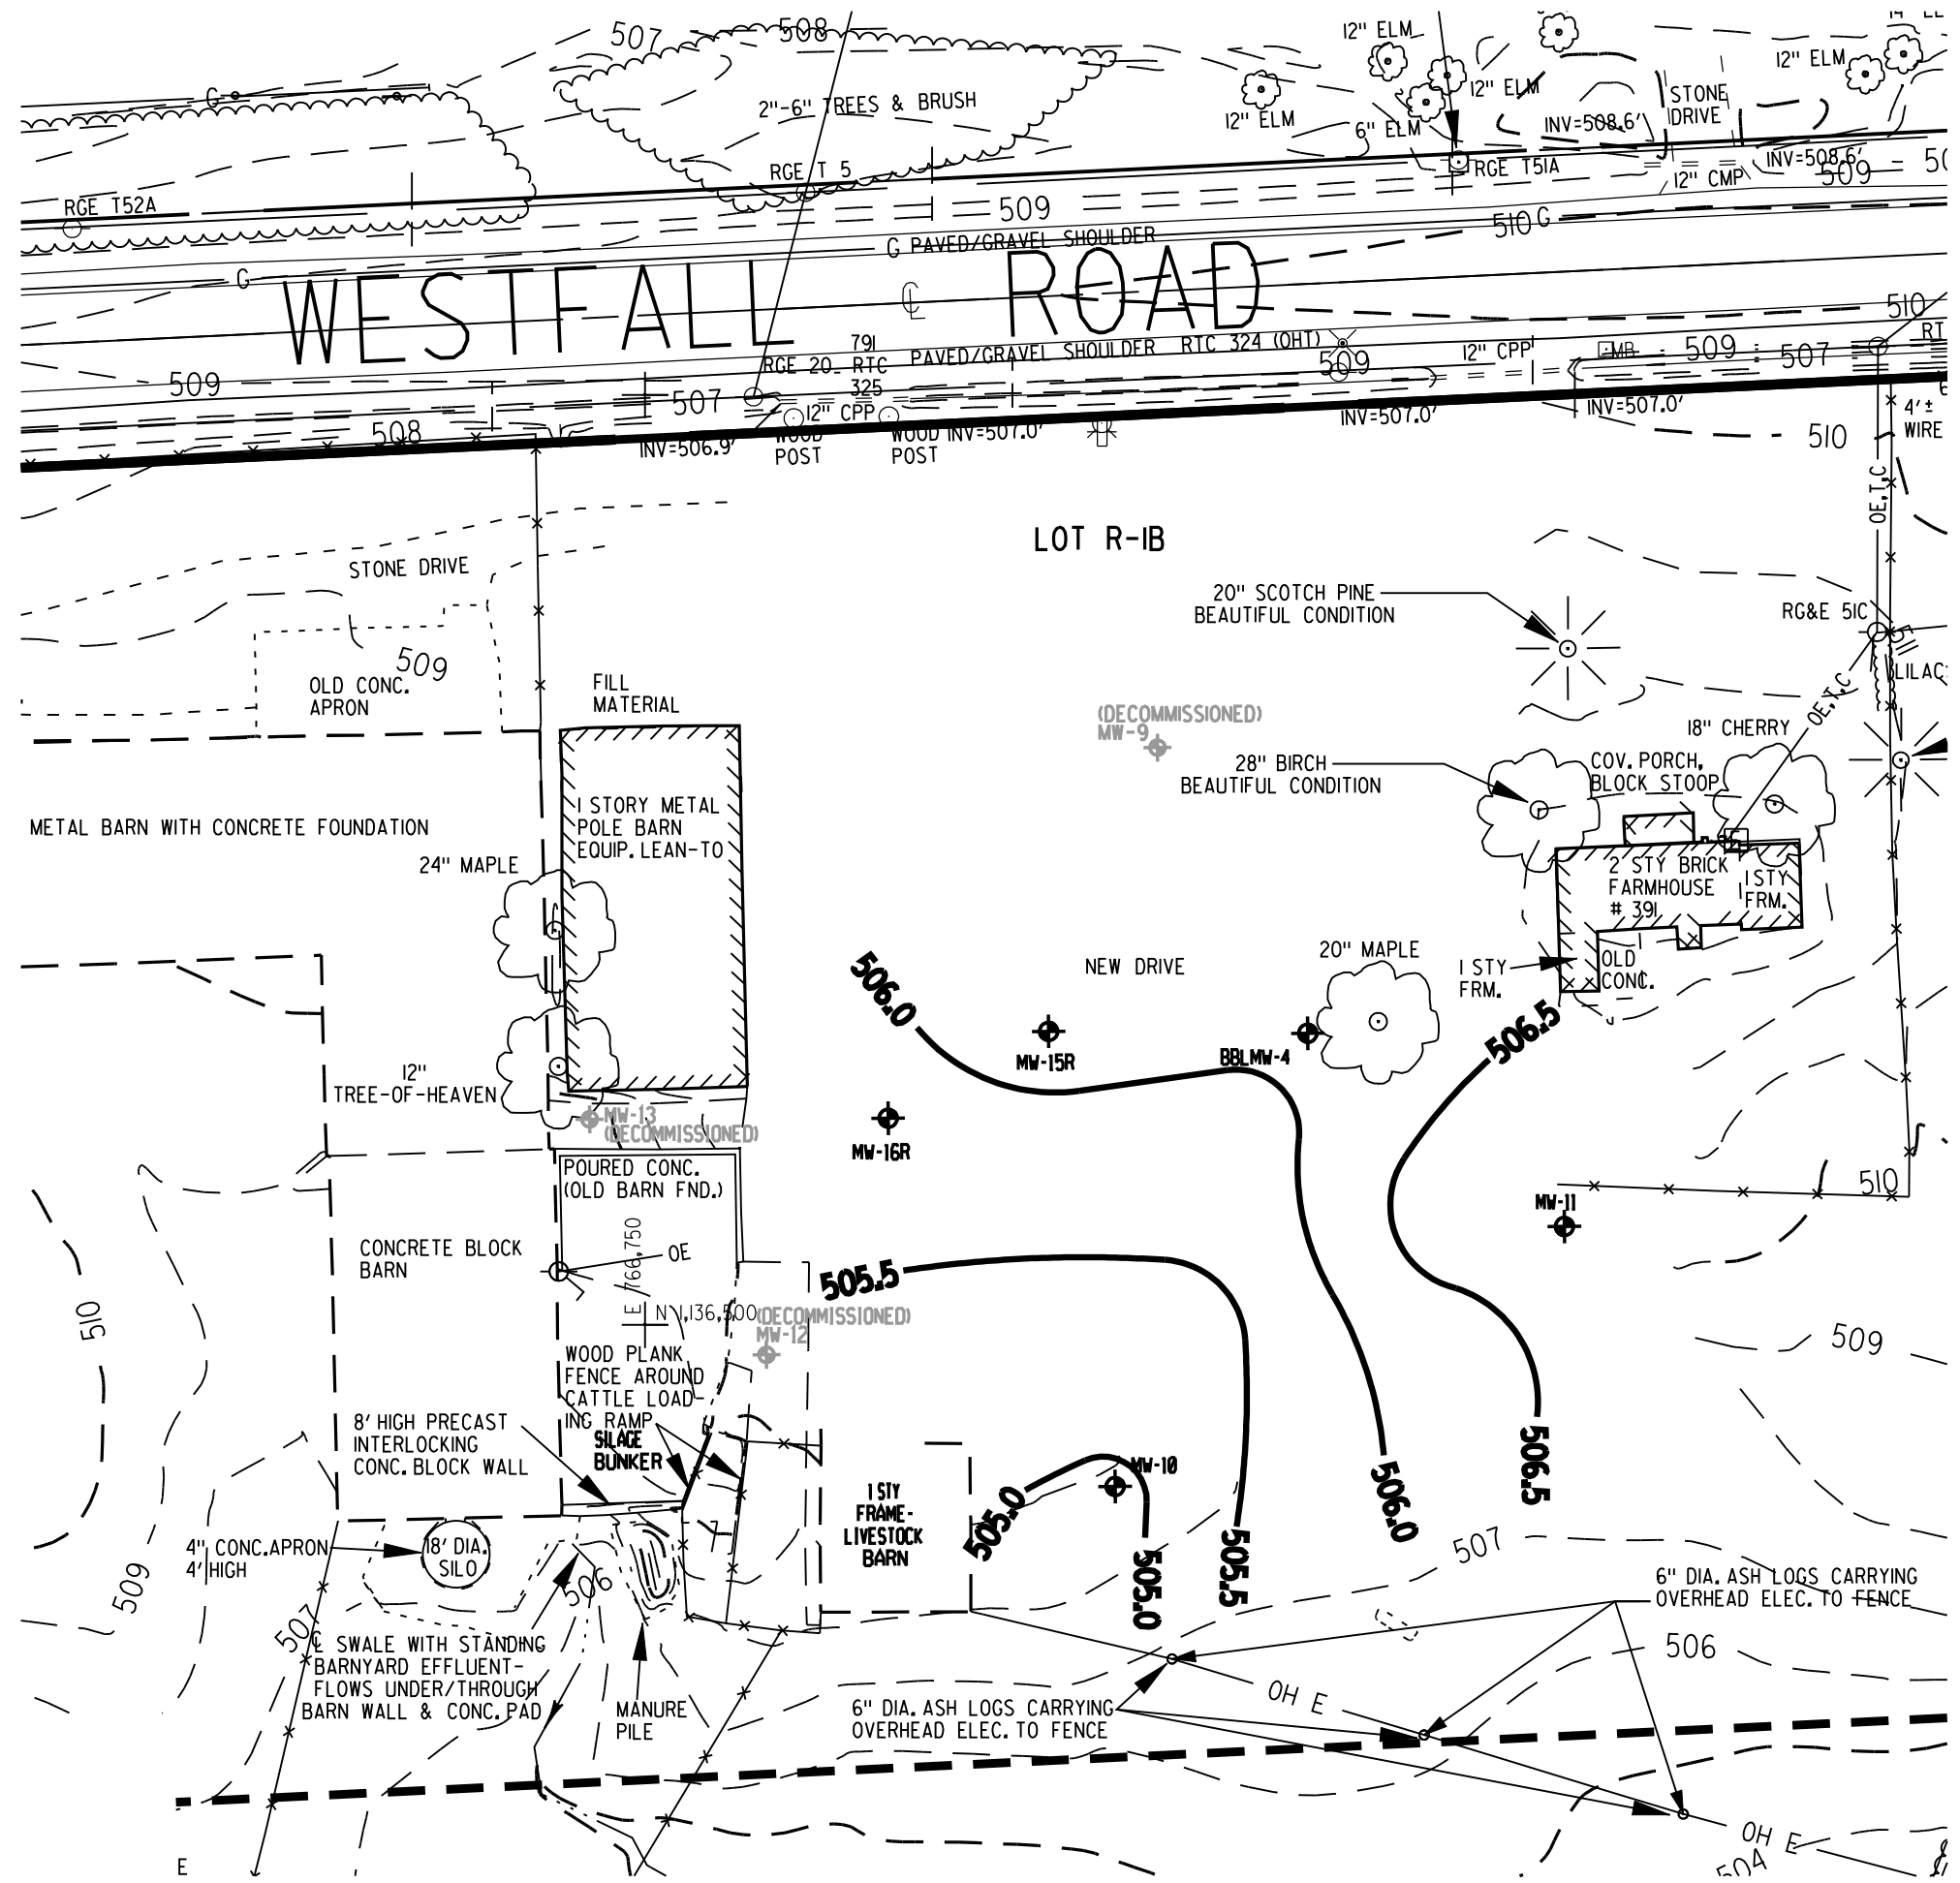 507
508
12" ELM
12" ELM
12" ELM
12" ELM
6" ELM
STONE
DRIVE
INV=508.6'
INV=508.6'
2"-6" TREES & BRUSH
G
RGE T 5
RGE T51A
12" CMP
509
RGE T52A
509
510 G
G PAVED/GRAVEL SHOULDER
G
WESTFALL ROAD
510
791
RGE 20 RTC
325
PAVED/GRAVEL SHOULDER RTC 324 (OHT)
509
12" CPP
MB
509
507
RT
509
507
508
12" CPP
INV=506.9'
WOOD
POST
WOOD
POST
INV=507.0'
INV=507.0'
INV=507.0'
510
4'±
WIRE
OE,T,C
LOT R-1B
STONE DRIVE
509
OLD CONC.
APRON
FILL
MATERIAL
20" SCOTCH PINE
BEAUTIFUL CONDITION
RG&E 51C
LILAC
OE,T,C
(DECOMMISSIONED)
MW-9
18" CHERRY
28" BIRCH
BEAUTIFUL CONDITION
COV. PORCH,
BLOCK STOOP
METAL BARN WITH CONCRETE FOUNDATION
1 STORY METAL
POLE BARN
EQUIP. LEAN-TO
24" MAPLE
2 STY BRICK
FARMHOUSE
# 391
1 STY
FRM.
20" MAPLE
NEW DRIVE
1 STY
FRM.
OLD
CONC.
506.0
506.5
MW-15R
BBLMW-4
12"
TREE-OF-HEAVEN
MW-13
(DECOMMISSIONED)
MW-16R
POURED CONC.
(OLD BARN FND.)
510
MW-11
CONCRETE BLOCK
BARN
OE
E 766,750
N 1,136,500
505.5
(DECOMMISSIONED)
MW-12
510
509
WOOD PLANK
FENCE AROUND
CATTLE LOAD-
ING RAMP
8' HIGH PRECAST
INTERLOCKING
CONC. BLOCK WALL
SILAGE
BUNKER
MW-10
1 STY
FRAME-
LIVESTOCK
BARN
505.0
506.0
506.5
505.5
505.0
507
4" CONC. APRON
4' HIGH
18' DIA.
SILO
509
506
507
6" DIA. ASH LOGS CARRYING
OVERHEAD ELEC. TO FENCE
506
℄ SWALE WITH STANDING
BARNYARD EFFLUENT-
FLOWS UNDER/THROUGH
BARN WALL & CONC. PAD
MANURE
PILE
6" DIA. ASH LOGS CARRYING
OVERHEAD ELEC. TO FENCE
OH E
OH E
504
E